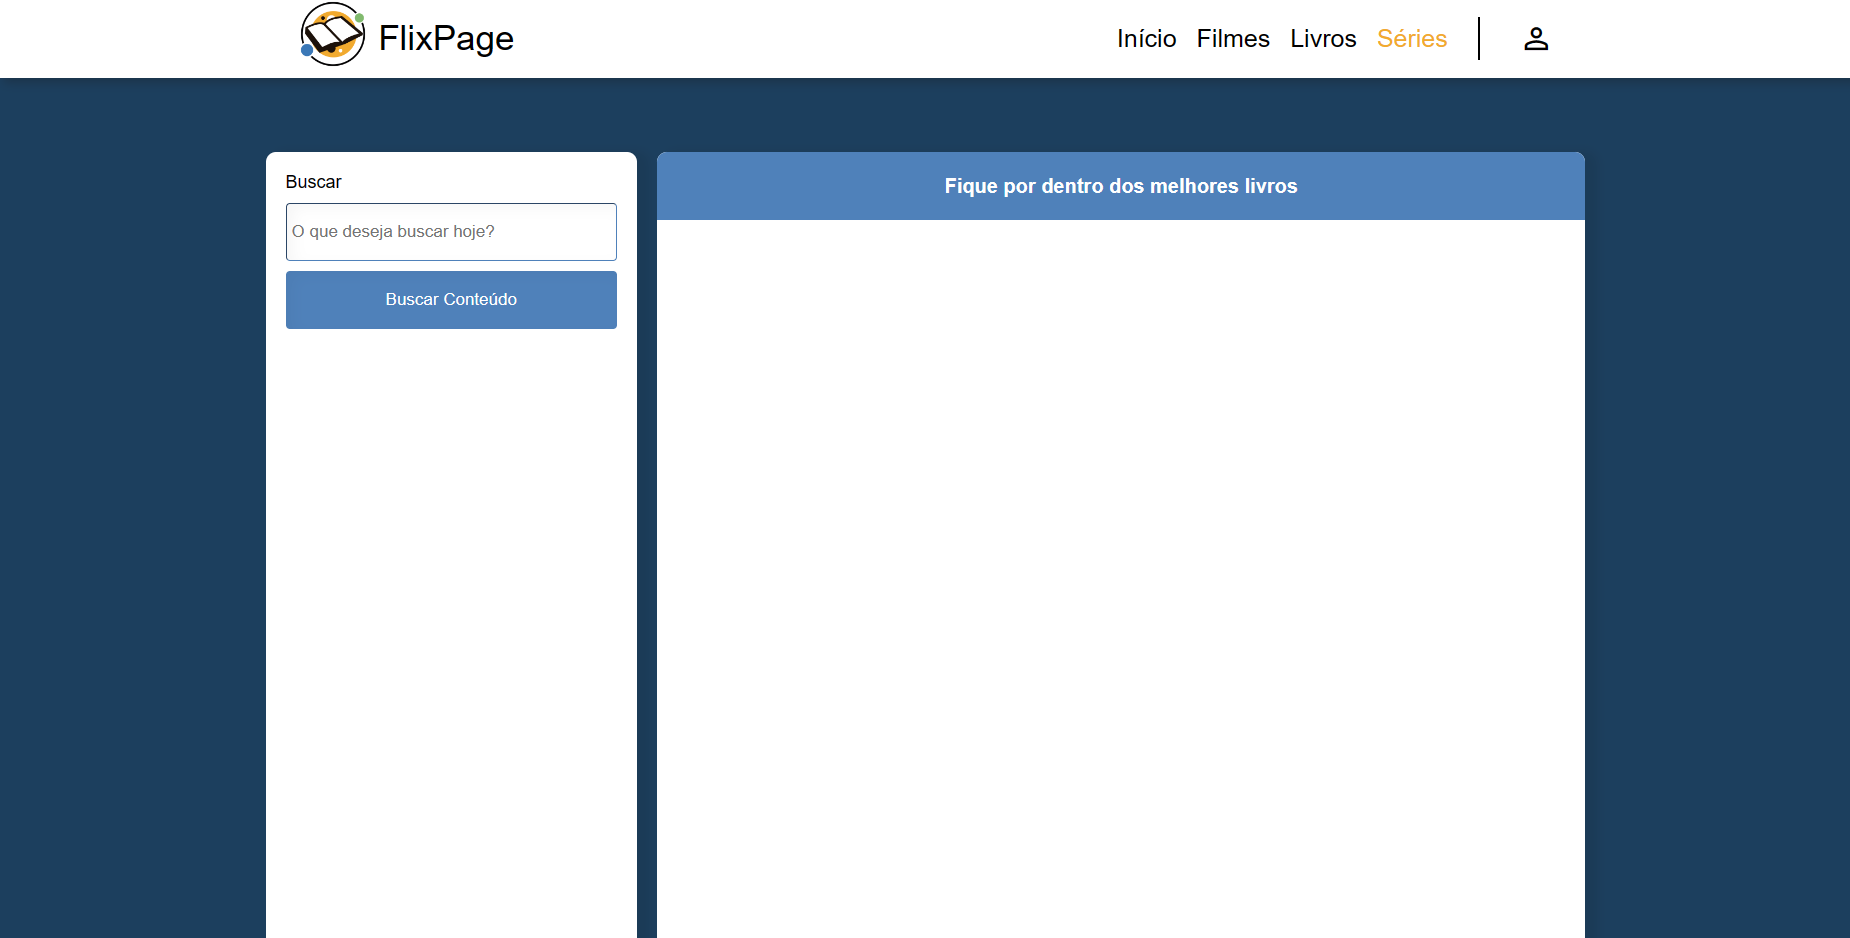 FlixPage
Início Filmes Livros Séries
Buscar
O que deseja buscar hoje?
Buscar Conteúdo
Fique por dentro dos melhores livros